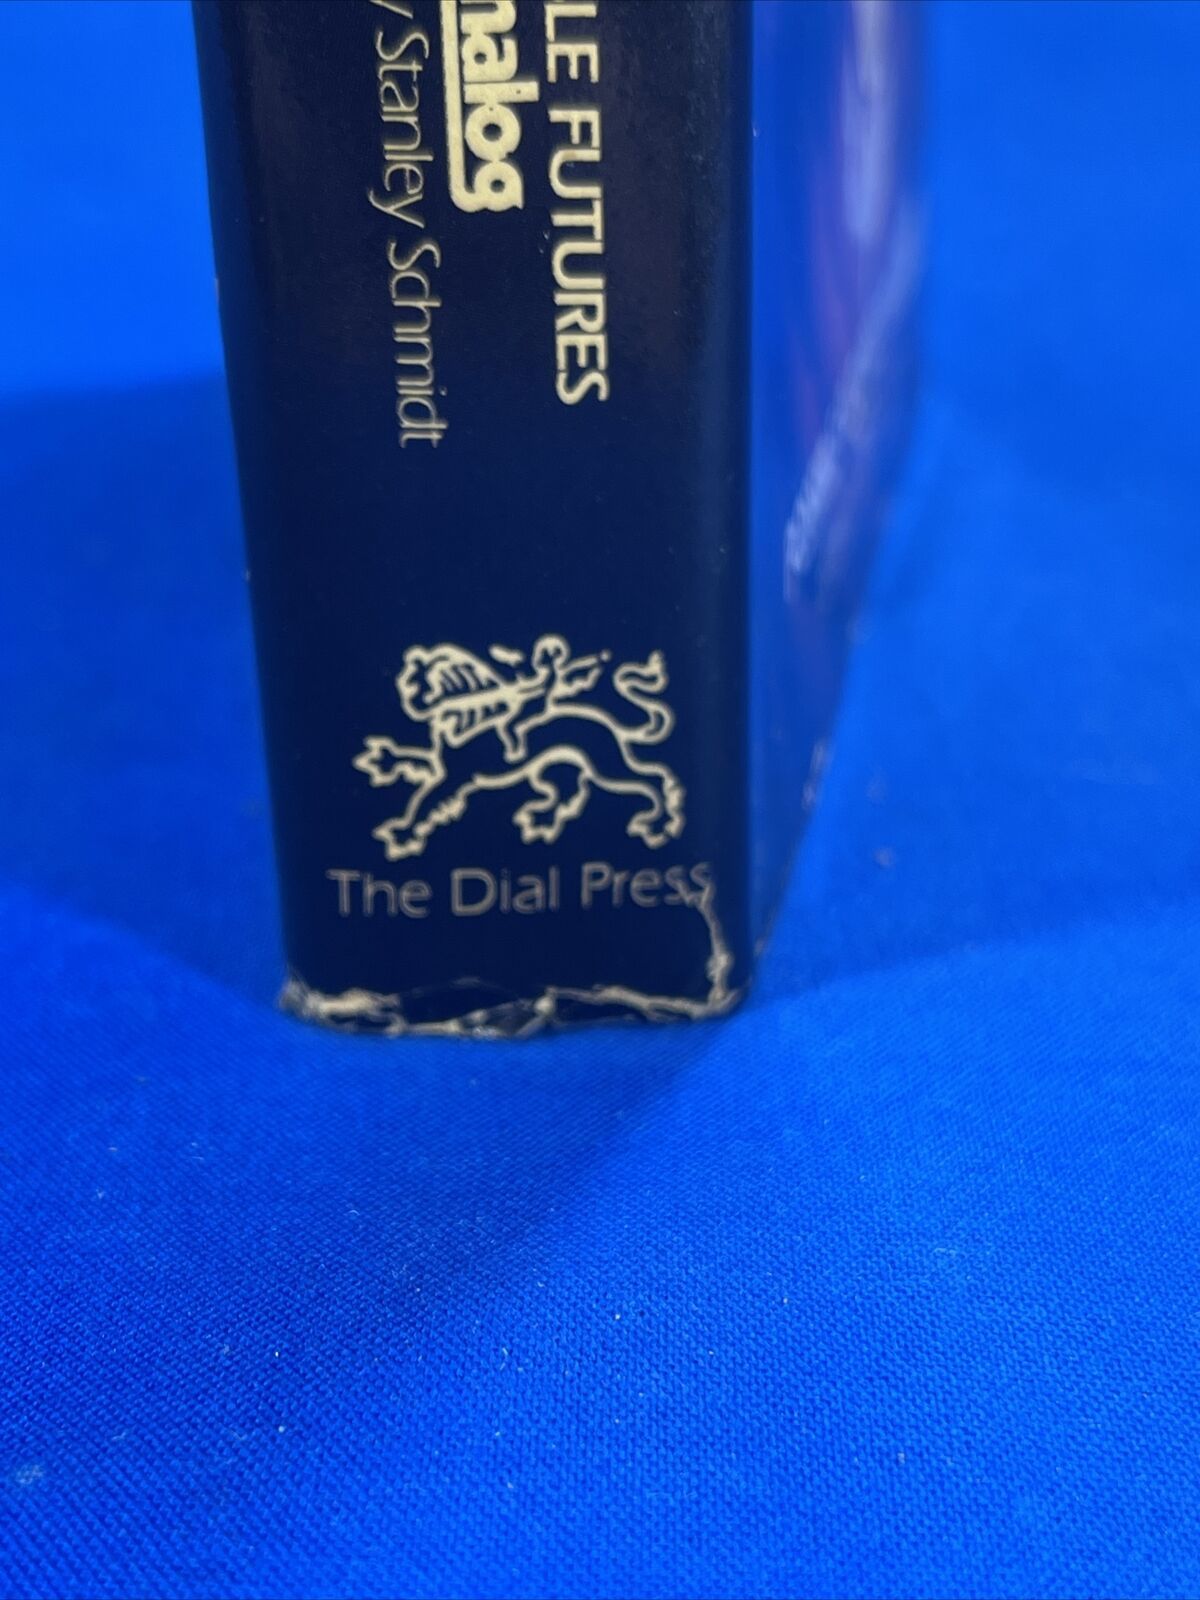 LE FUTURES
nalog
Stanley Schmidt
The Dial Press